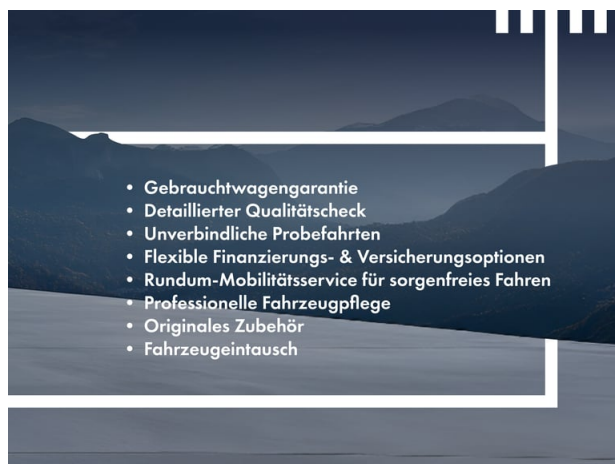 • Gebrauchtwagengarantie
• Detaillierter Qualitätscheck
• Unverbindliche Probefahrten
• Flexible Finanzierungs- & Versicherungsoptionen
• Rundum-Mobilitätsservice für sorgenfreies Fahren
• Professionelle Fahrzeugpflege
• Originales Zubehör
• Fahrzeugeintausch